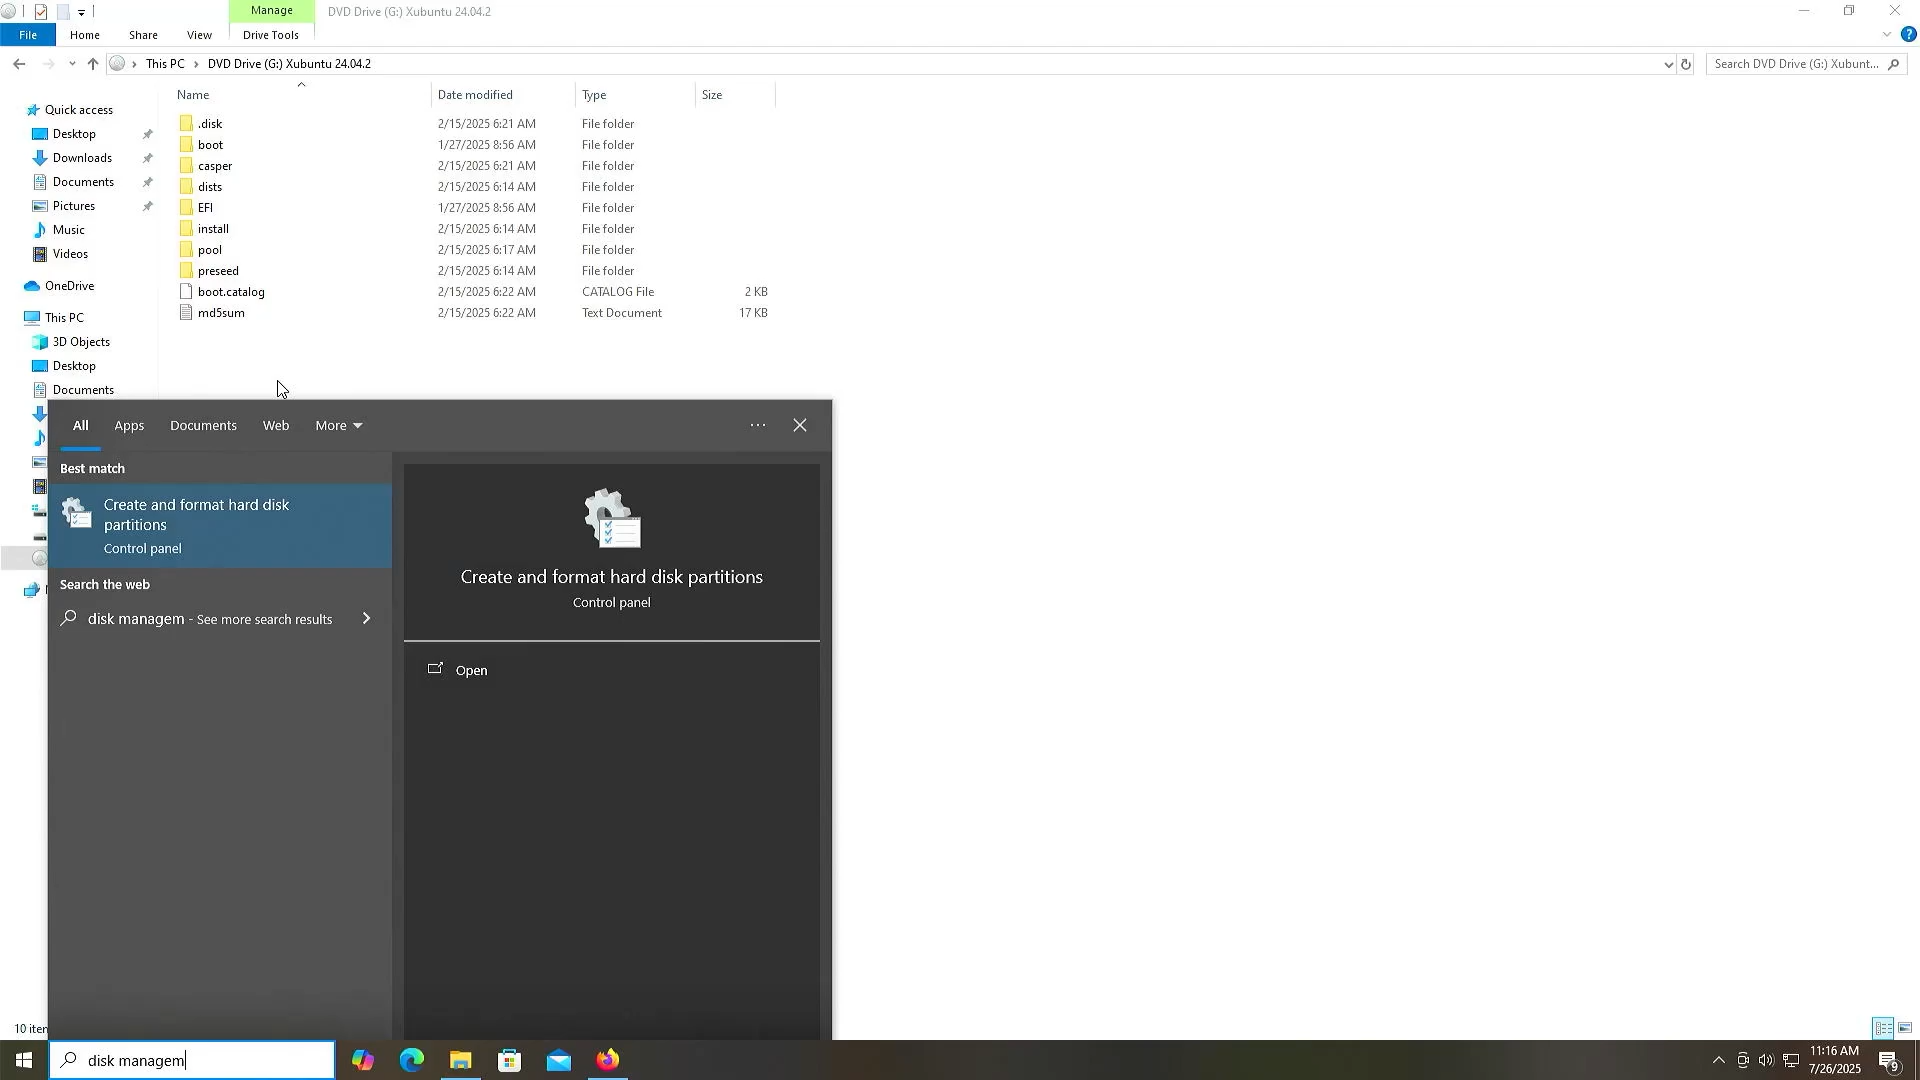 Manage
DVD Drive (G:) Xubuntu 24.04.2
File
Home
Share
View
Drive Tools
This PC
DVD Drive (G:) Xubuntu 24.04.2
Search DVD Drive (G:) Xubunt...
Name
Date modified
Type
Size
Quick access
Desktop
Downloads
Documents
Pictures
Music
Videos
OneDrive
This PC
3D Objects
Desktop
Documents
.disk 2/15/2025 6:21 AM File folder
boot 1/27/2025 8:56 AM File folder
casper 2/15/2025 6:21 AM File folder
dists 2/15/2025 6:14 AM File folder
EFI 1/27/2025 8:56 AM File folder
install 2/15/2025 6:14 AM File folder
pool 2/15/2025 6:17 AM File folder
preseed 2/15/2025 6:14 AM File folder
boot.catalog 2/15/2025 6:22 AM CATALOG File 2 KB
md5sum 2/15/2025 6:22 AM Text Document 17 KB
All
Apps
Documents
Web
More
Best match
Create and format hard disk
partitions
Control panel
Search the web
disk managem - See more search results
Create and format hard disk partitions
Control panel
Open
10 iten
disk managem
11:16 AM
7/26/2025
9